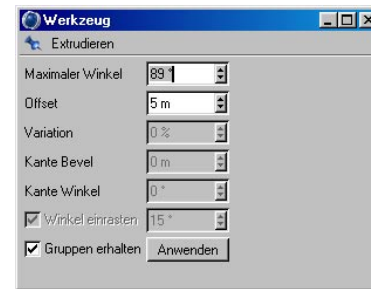 Werkzeug
Extrudieren
Maximaler Winkel 89 °
Offset 5 m
Variation 0 %
Kante Bevel 0 m
Kante Winkel 0 °
Winkel einrasten 15 °
Gruppen erhalten Anwenden